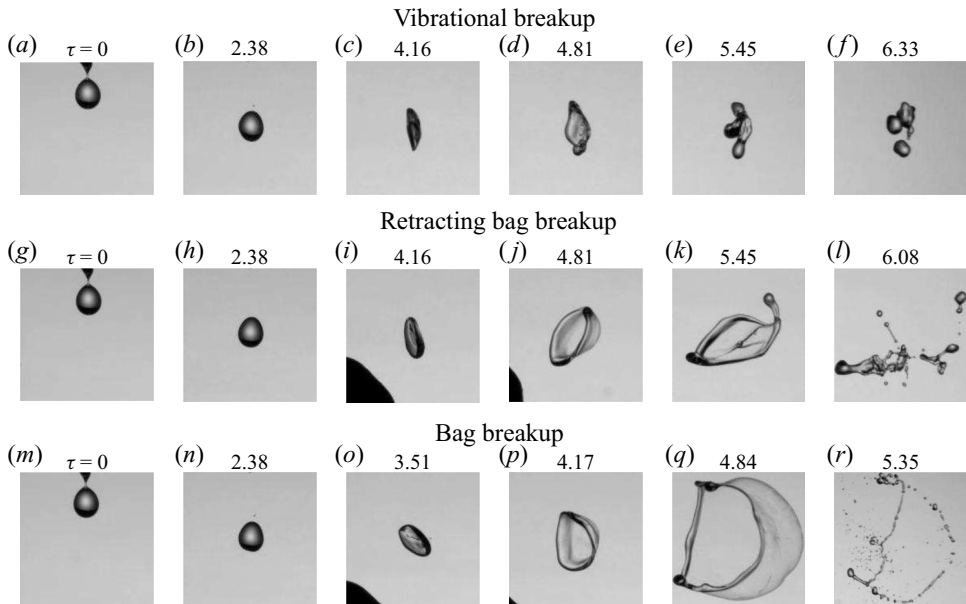 Vibrational breakup
(a) τ = 0 (b) 2.38 (c) 4.16 (d) 4.81 (e) 5.45 (f) 6.33
Retracting bag breakup
(g) τ = 0 (h) 2.38 (i) 4.16 (j) 4.81 (k) 5.45 (l) 6.08
Bag breakup
(m) τ = 0 (n) 2.38 (o) 3.51 (p) 4.17 (q) 4.84 (r) 5.35